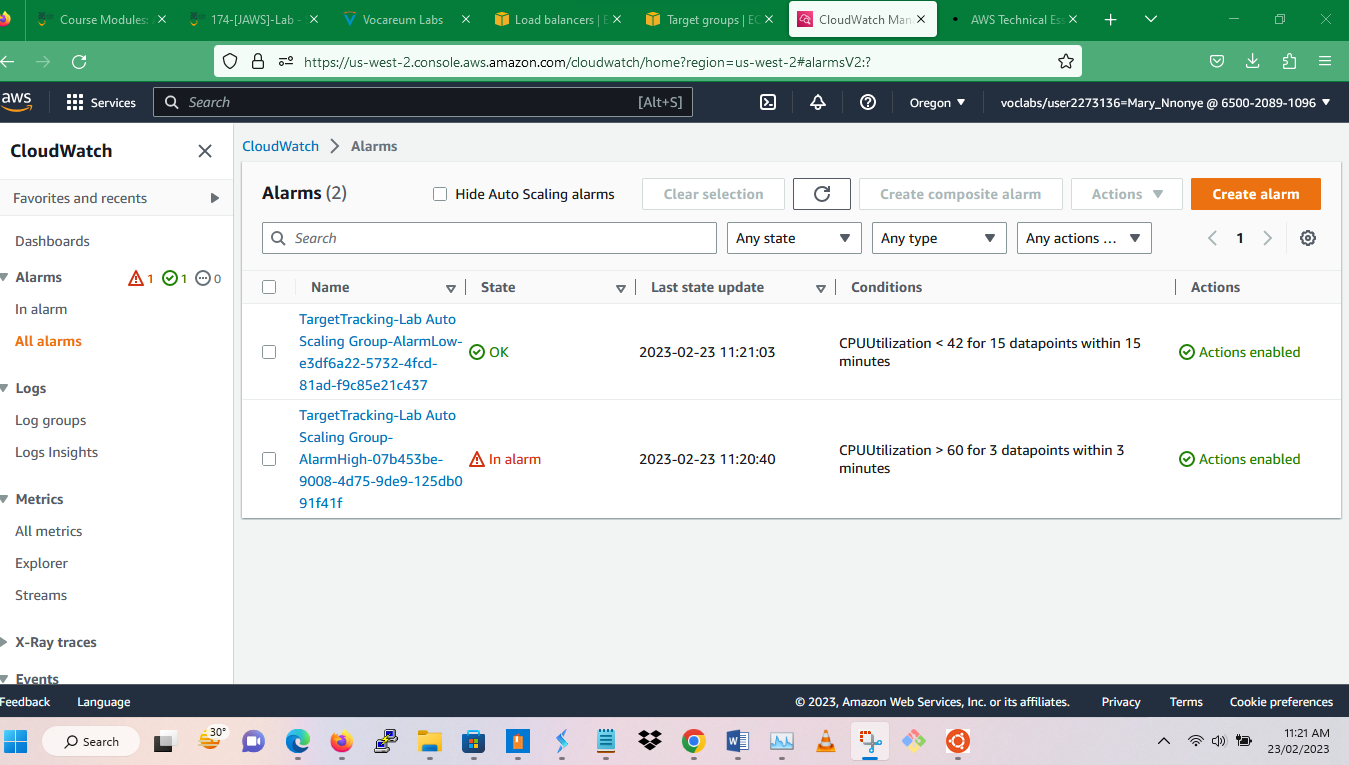 Course Modules:
174-[JAWS]-Lab -
Vocareum Labs
Load balancers | E
Target groups | EC
CloudWatch Man
AWS Technical Ess
https://us-west-2.console.aws.amazon.com/cloudwatch/home?region=us-west-2#alarmsV2:?
aws
Services
Search
[Alt+S]
Oregon
voclabs/user2273136=Mary_Nnonye @ 6500-2089-1096
CloudWatch
Favorites and recents
Dashboards
Alarms
1
1
0
In alarm
All alarms
Logs
Log groups
Logs Insights
Metrics
All metrics
Explorer
Streams
X-Ray traces
Events
CloudWatch
Alarms
Alarms (2)
Hide Auto Scaling alarms
Clear selection
Create composite alarm
Actions
Create alarm
Search
Any state
Any type
Any actions ...
1
Name
State
Last state update
Conditions
Actions
TargetTracking-Lab Auto
Scaling Group-AlarmLow-
e3df6a22-5732-4fcd-
81ad-f9c85e21c437
OK
2023-02-23 11:21:03
CPUUtilization < 42 for 15 datapoints within 15
minutes
Actions enabled
TargetTracking-Lab Auto
Scaling Group-
AlarmHigh-07b453be-
9008-4d75-9de9-125db0
91f41f
In alarm
2023-02-23 11:20:40
CPUUtilization > 60 for 3 datapoints within 3
minutes
Actions enabled
Feedback
Language
© 2023, Amazon Web Services, Inc. or its affiliates.
Privacy
Terms
Cookie preferences
Search
30°
11:21 AM
23/02/2023